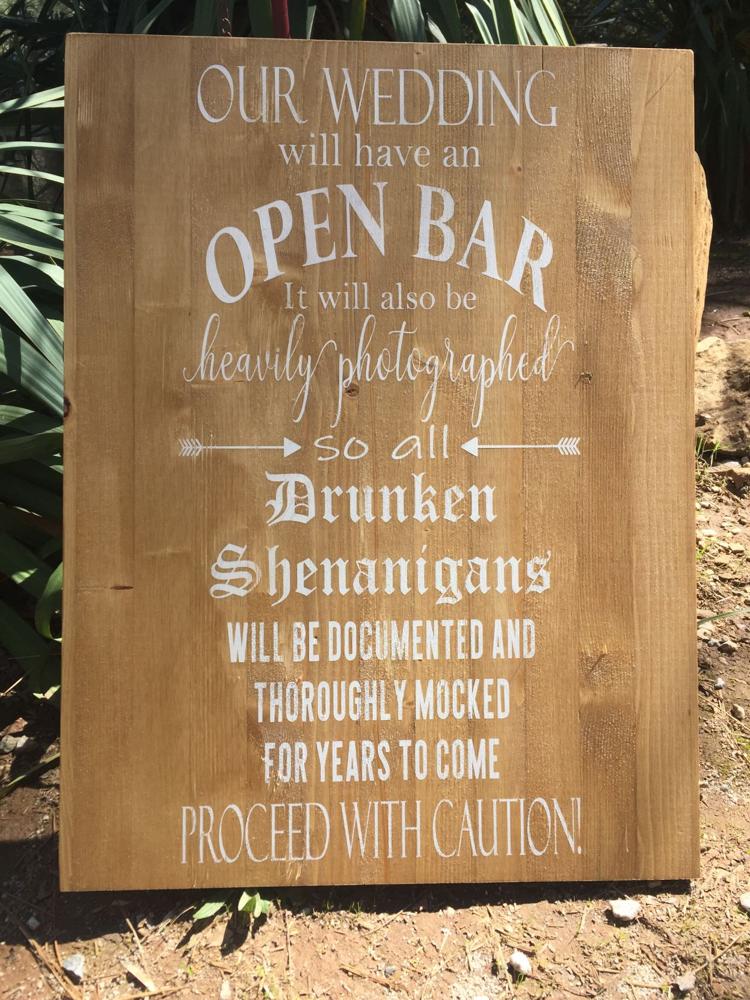 OUR WEDDING
will have an
OPEN BAR
It will also be
heavily photographed
so all
Drunken
Shenanigans
WILL BE DOCUMENTED AND
THOROUGHLY MOCKED
FOR YEARS TO COME
PROCEED WITH CAUTION!